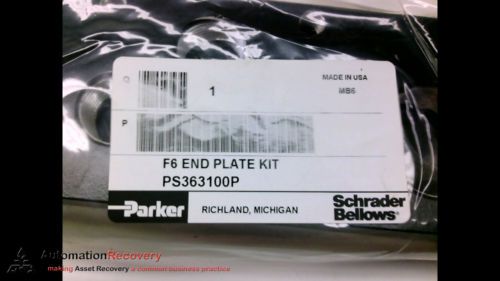 Q
1
MADE IN USA
MB6
P
F6 END PLATE KIT
PS363100P
Parker
RICHLAND, MICHIGAN
Schrader
Bellows
AutomationRecovery
making Asset Recovery a common business practice